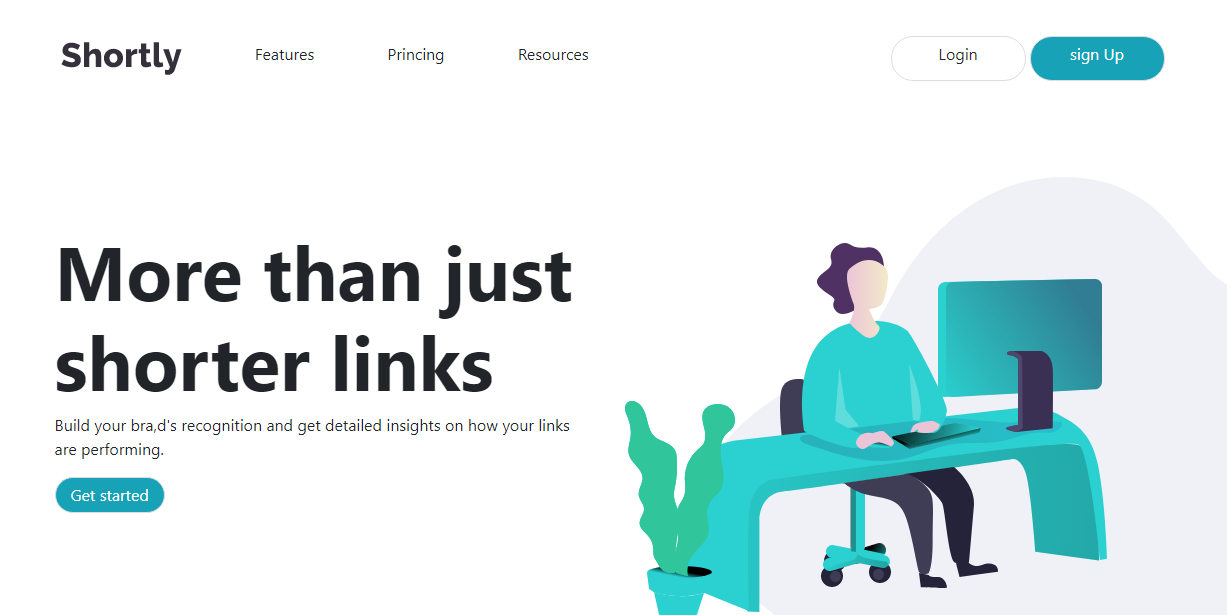 Shortly
Features
Princing
Resources
Login
sign Up
More than just
shorter links
Build your bra,d's recognition and get detailed insights on how your links
are performing.
Get started